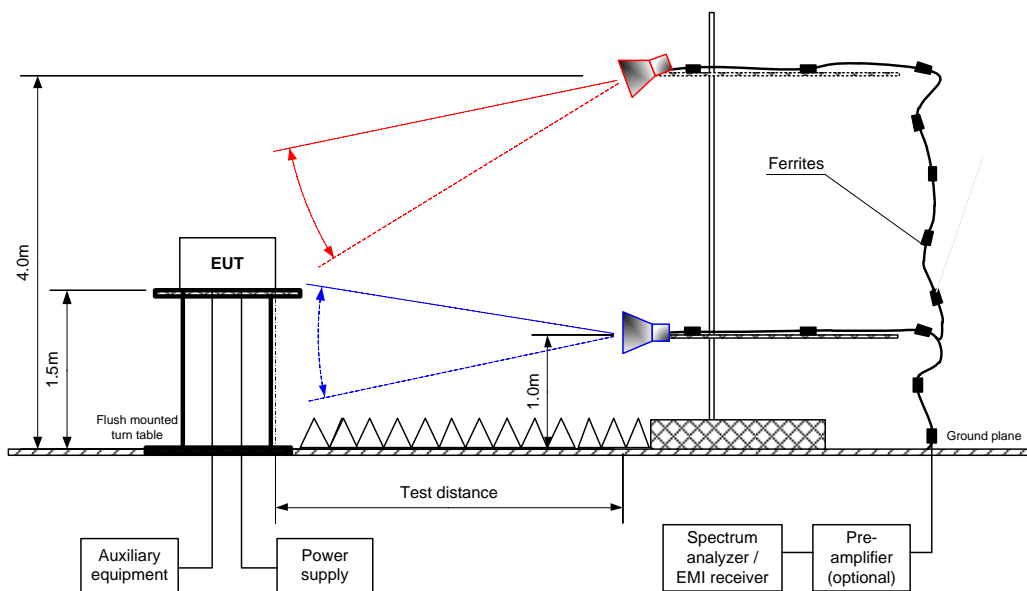 4.0m
EUT
1.5m
Flush mounted
turn table
1.0m
Ferrites
Ground plane
Test distance
Auxiliary
equipment
Power
supply
Spectrum
analyzer /
EMI receiver
Pre-
amplifier
(optional)